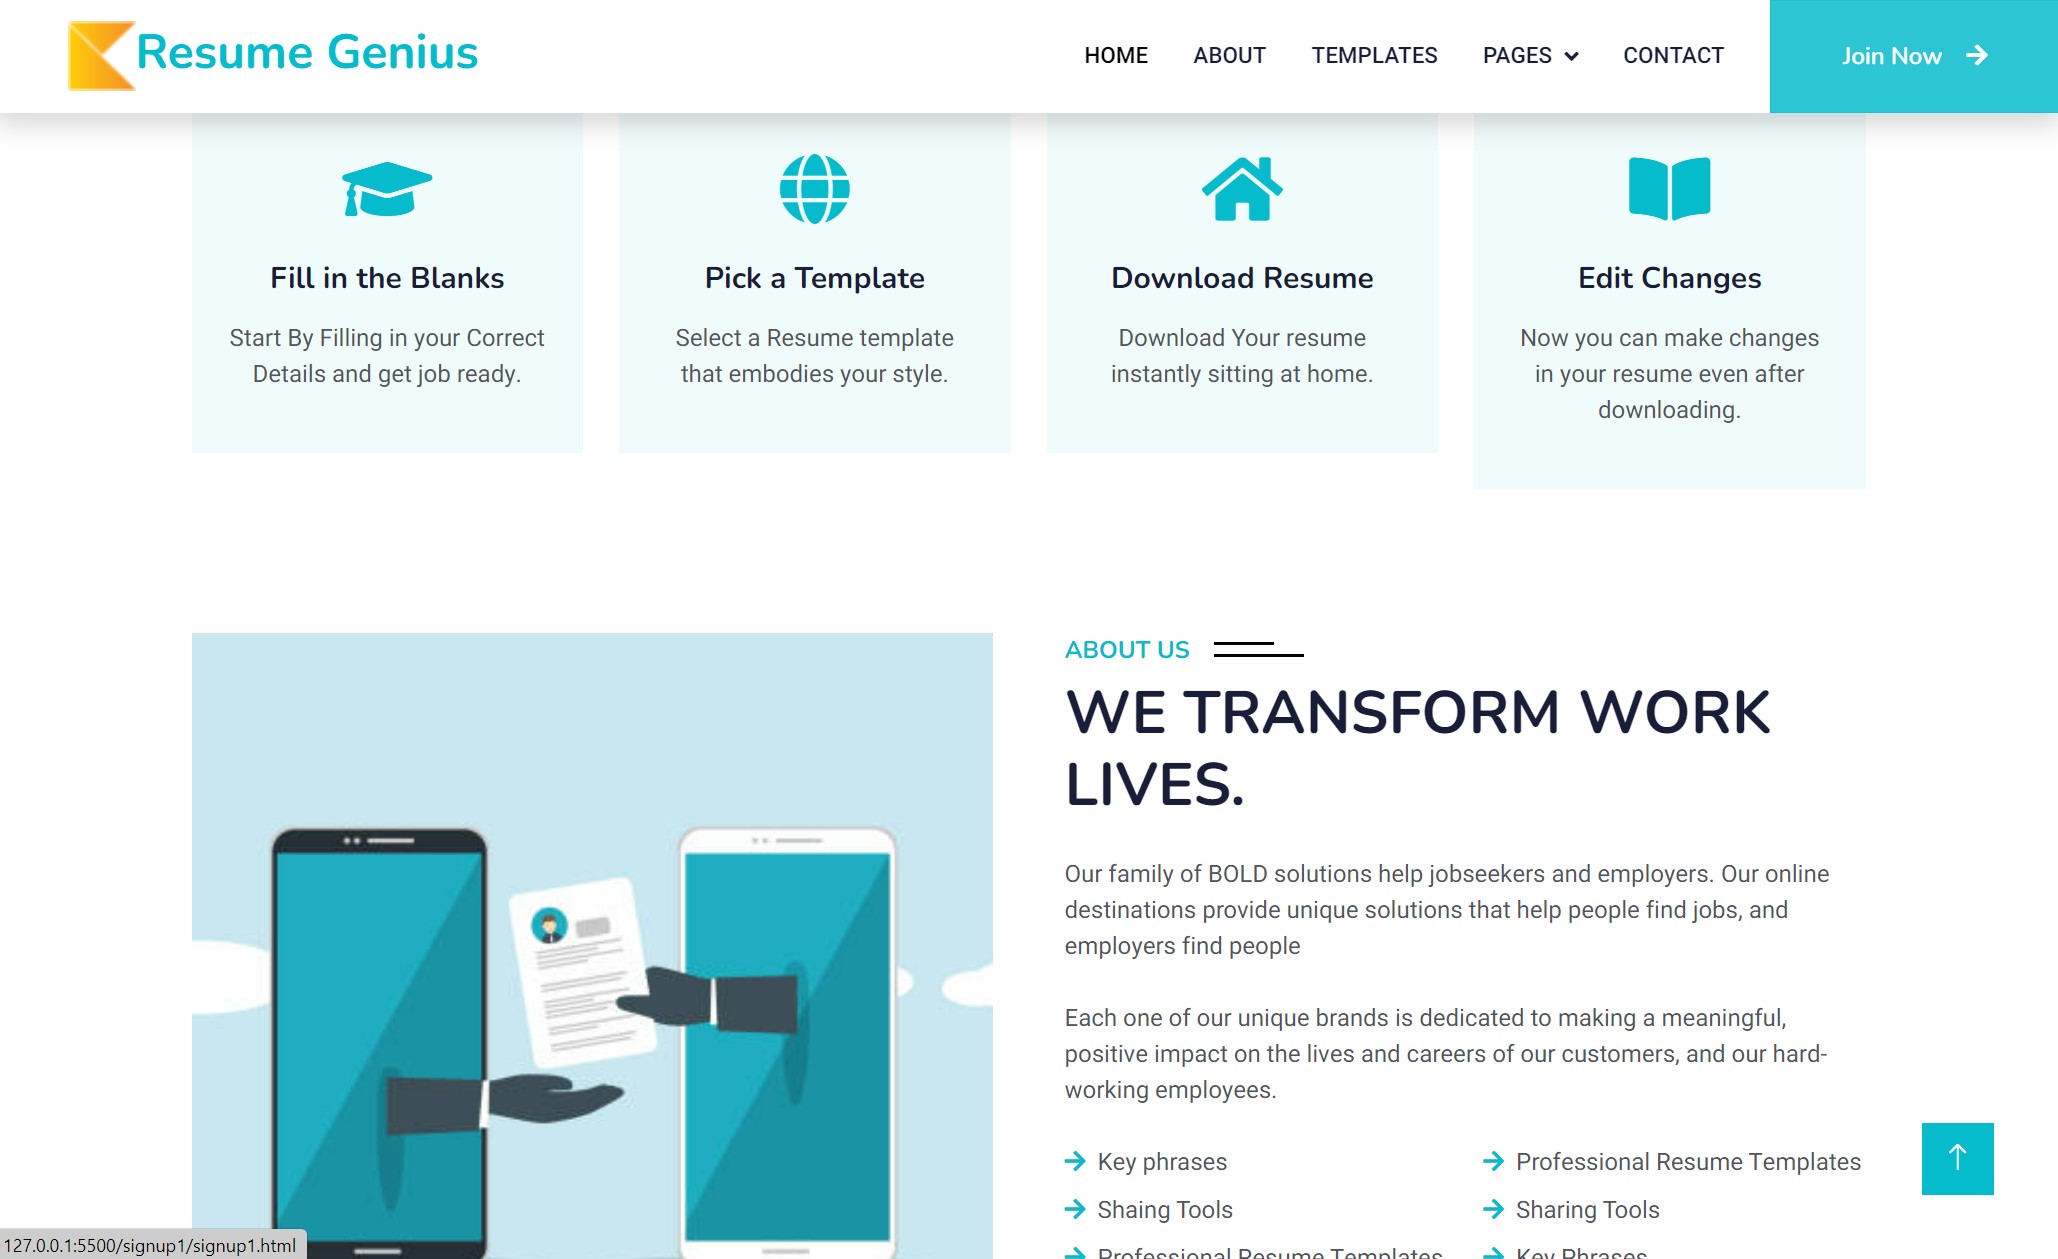 Resume Genius
HOME
ABOUT
TEMPLATES
PAGES
CONTACT
Join Now
Fill in the Blanks
Start By Filling in your Correct
Details and get job ready.
Pick a Template
Select a Resume template
that embodies your style.
Download Resume
Download Your resume
instantly sitting at home.
Edit Changes
Now you can make changes
in your resume even after
downloading.
ABOUT US
WE TRANSFORM WORK
LIVES.
Our family of BOLD solutions help jobseekers and employers. Our online
destinations provide unique solutions that help people find jobs, and
employers find people
Each one of our unique brands is dedicated to making a meaningful,
positive impact on the lives and careers of our customers, and our hard-
working employees.
Key phrases
Professional Resume Templates
Shaing Tools
Sharing Tools
Professional Resume Templates
Key Phrases
127.0.0.1:5500/signup1/signup1.html